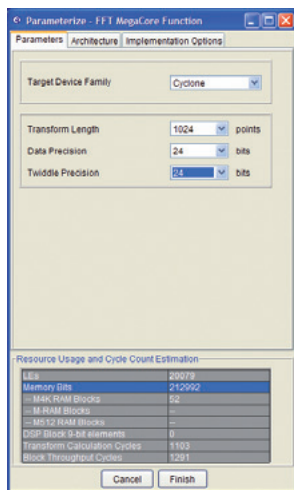 Parameterize - FFT MegaCore Function
Parameters Architecture Implementation Options
Target Device Family Cyclone
Transform Length 1024 points
Data Precision 24 bits
Twiddle Precision 24 bits
Resource Usage and Cycle Count Estimation
LEs 20079
Memory Bits 212992
-- M4K RAM Blocks 52
-- M-RAM Blocks --
-- M512 RAM Blocks --
DSP Block 9-bit elements 0
Transform Calculation Cycles 1103
Block Throughput Cycles 1291
Cancel Finish